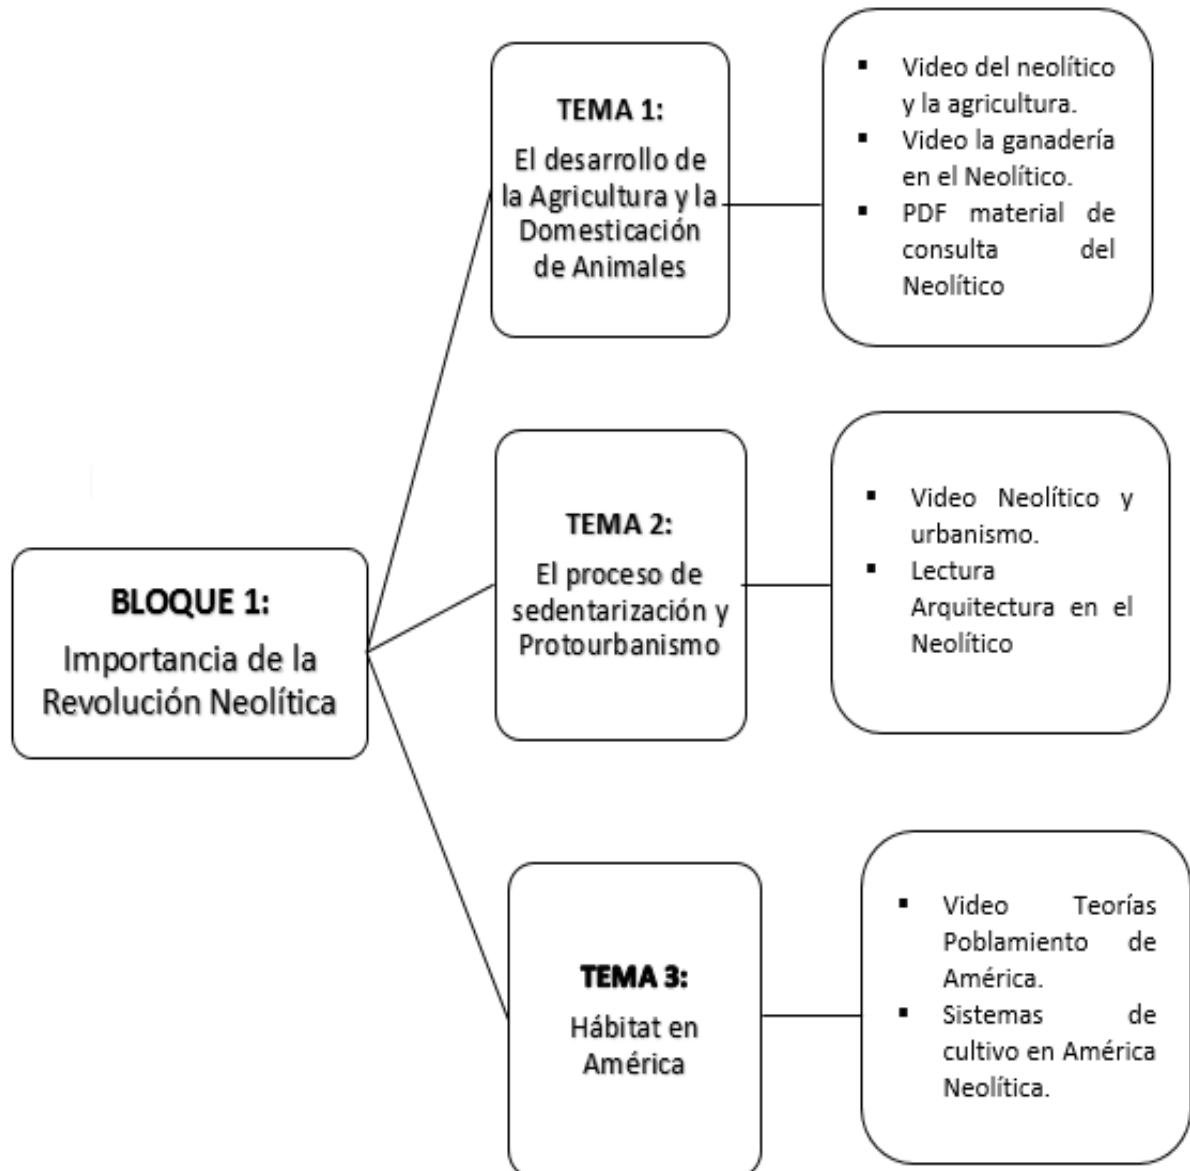 BLOQUE 1:
Importancia de la
Revolución Neolítica
TEMA 1:
El desarrollo de
la Agricultura y la
Domesticación
de Animales
▪ Video del neolítico
y la agricultura.
▪ Video la ganadería
en el Neolítico.
▪ PDF material de
consulta del
Neolítico
TEMA 2:
El proceso de
sedentarización y
Protourbanismo
▪ Video Neolítico y
urbanismo.
▪ Lectura
Arquitectura en el
Neolítico
TEMA 3:
Hábitat en
América
▪ Video Teorías
Poblamiento de
América.
▪ Sistemas de
cultivo en América
Neolítica.